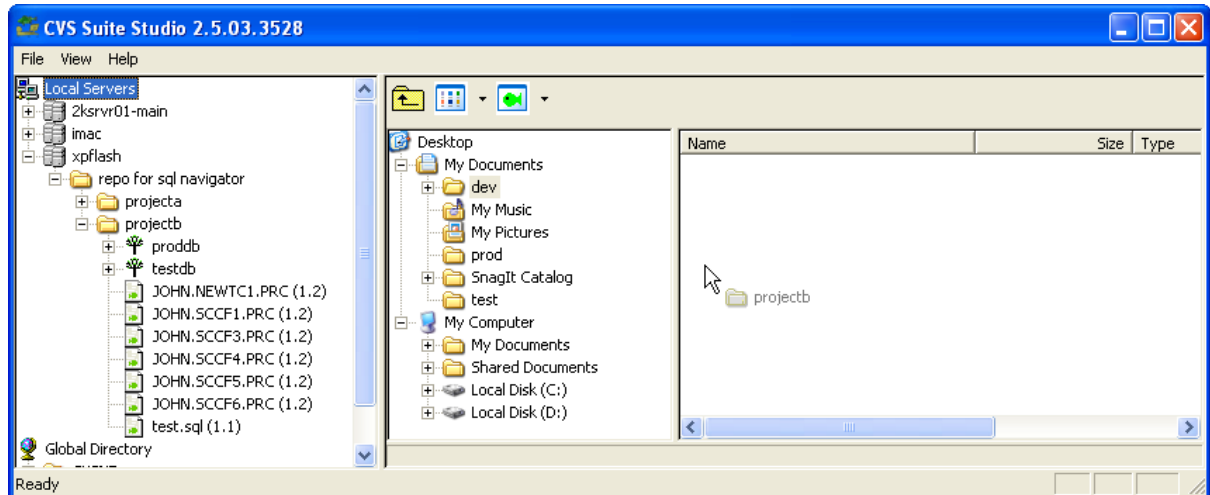 CVS Suite Studio 2.5.03.3528
File View Help
Local Servers
2ksrvr01-main
imac
xpflash
repo for sql navigator
projecta
projectb
proddb
testdb
JOHN.NEWTC1.PRC (1.2)
JOHN.SCCF1.PRC (1.2)
JOHN.SCCF3.PRC (1.2)
JOHN.SCCF4.PRC (1.2)
JOHN.SCCF5.PRC (1.2)
JOHN.SCCF6.PRC (1.2)
test.sql (1.1)
Global Directory
Desktop
My Documents
dev
My Music
My Pictures
prod
SnagIt Catalog
test
My Computer
My Documents
Shared Documents
Local Disk (C:)
Local Disk (D:)
Name Size Type
projectb
Ready